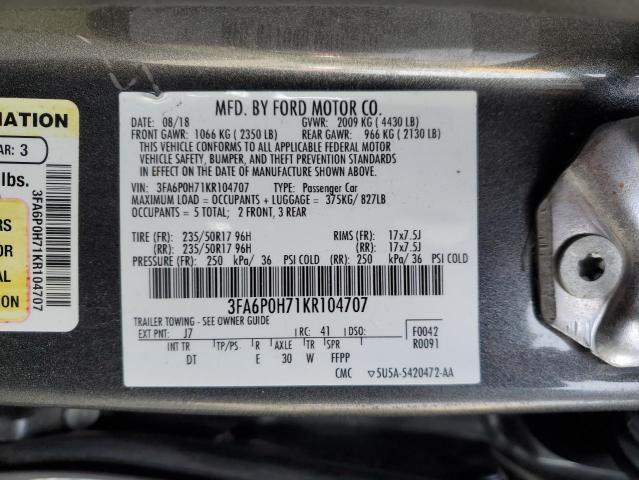 MFD. BY FORD MOTOR CO.
DATE: 08/18 GVWR: 2009 KG ( 4430 LB)
FRONT GAWR: 1066 KG ( 2350 LB) REAR GAWR: 966 KG ( 2130 LB)
THIS VEHICLE CONFORMS TO ALL APPLICABLE FEDERAL MOTOR
VEHICLE SAFETY, BUMPER, AND THEFT PREVENTION STANDARDS
IN EFFECT ON THE DATE OF MANUFACTURE SHOWN ABOVE.
VIN: 3FA6P0H71KR104707 TYPE: Passenger Car
MAXIMUM LOAD = OCCUPANTS + LUGGAGE = 375KG/ 827LB
OCCUPANTS = 5 TOTAL; 2 FRONT, 3 REAR
TIRE (FR): 235/50R17 96H RIMS (FR): 17x7.5J
(RR): 235/50R17 96H (RR): 17x7.5J
PRESSURE (FR): 250 kPa/ 36 PSI COLD (RR): 250 kPa/ 36 PSI COLD
3FA6P0H71KR104707
TRAILER TOWING - SEE OWNER GUIDE
EXT PNT: J7 RC: 41 DSO: F0042
INT TR TP/PS R AXLE TR SPR R0091
DT E 30 W FFPP
CMC 5U5A-5420472-AA
MATION
AR: 3
lbs.
3FA6P0H71KR104707
RS
OR
AL
TION